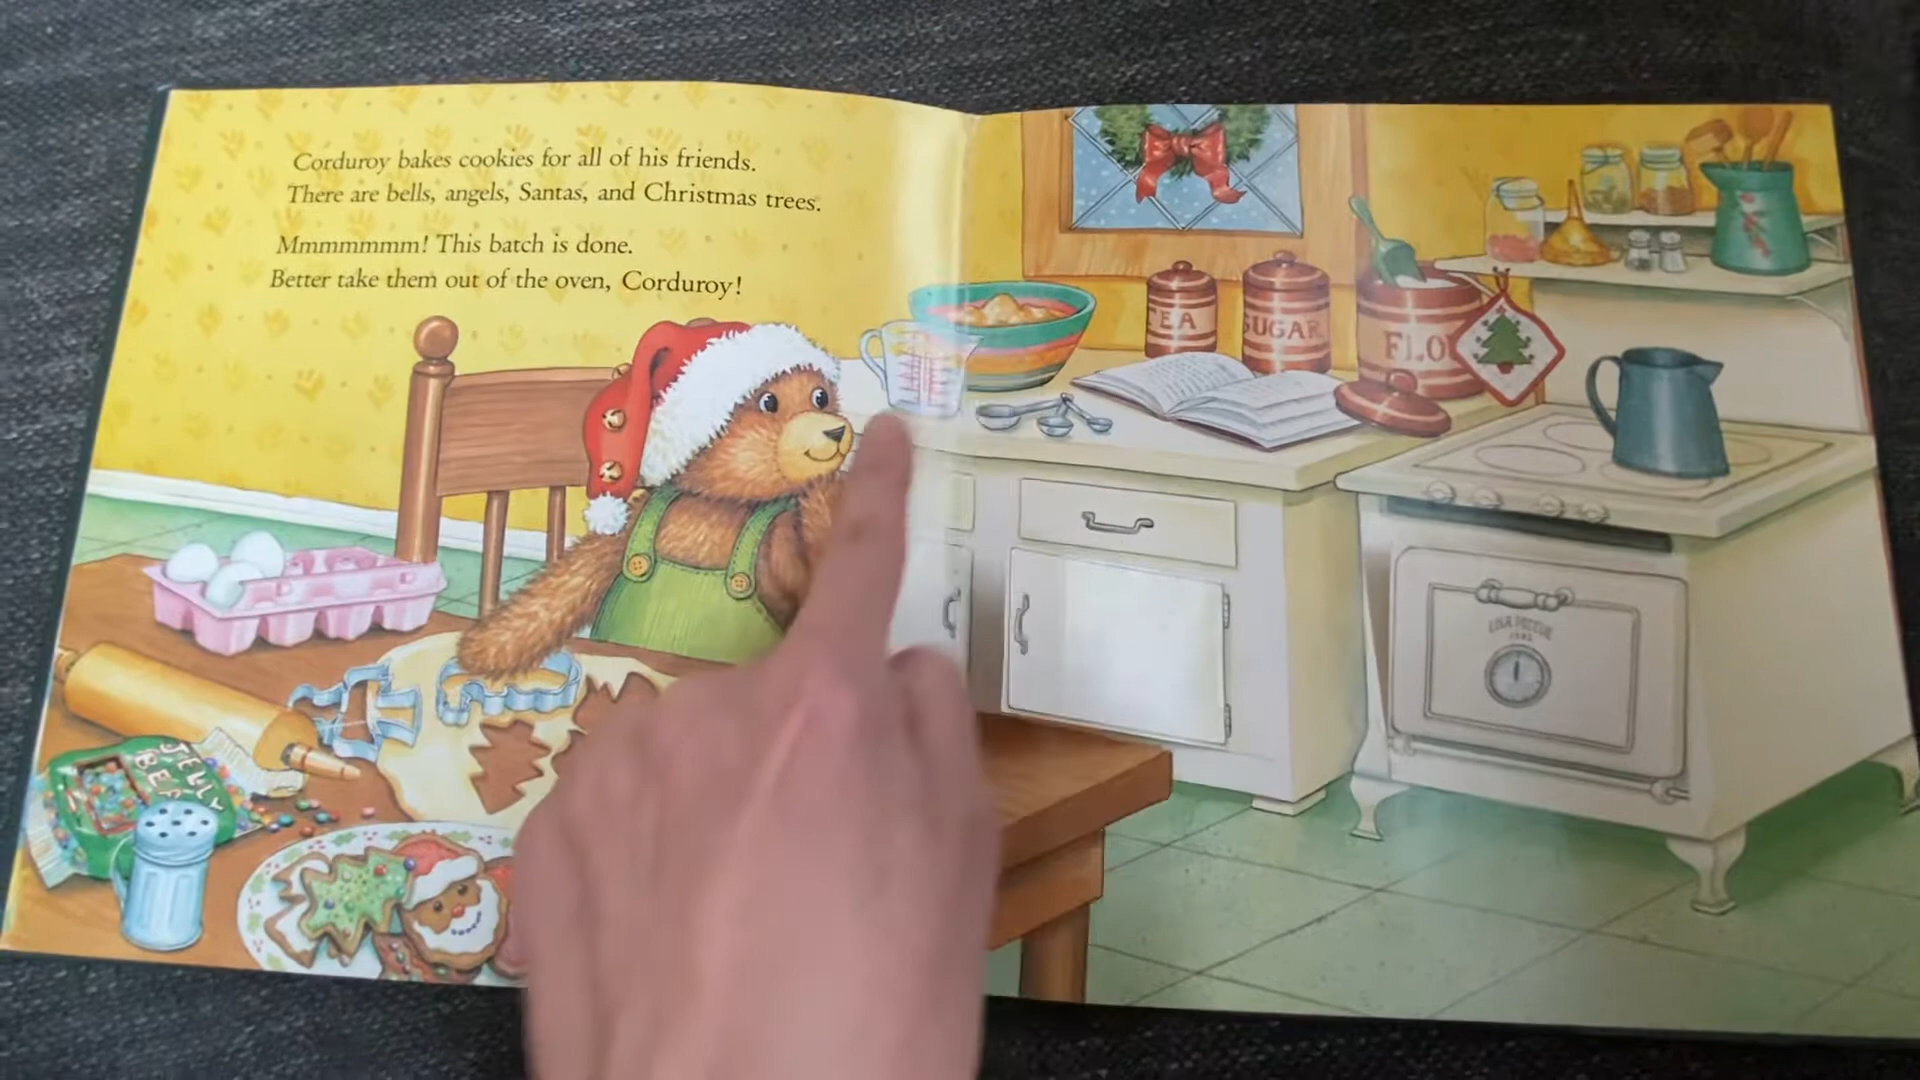 Corduroy bakes cookies for all of his friends.
There are bells, angels, Santas, and Christmas trees.
Mmmmmmm! This batch is done.
Better take them out of the oven, Corduroy!
TEA
SUGAR
FLO
JELLY